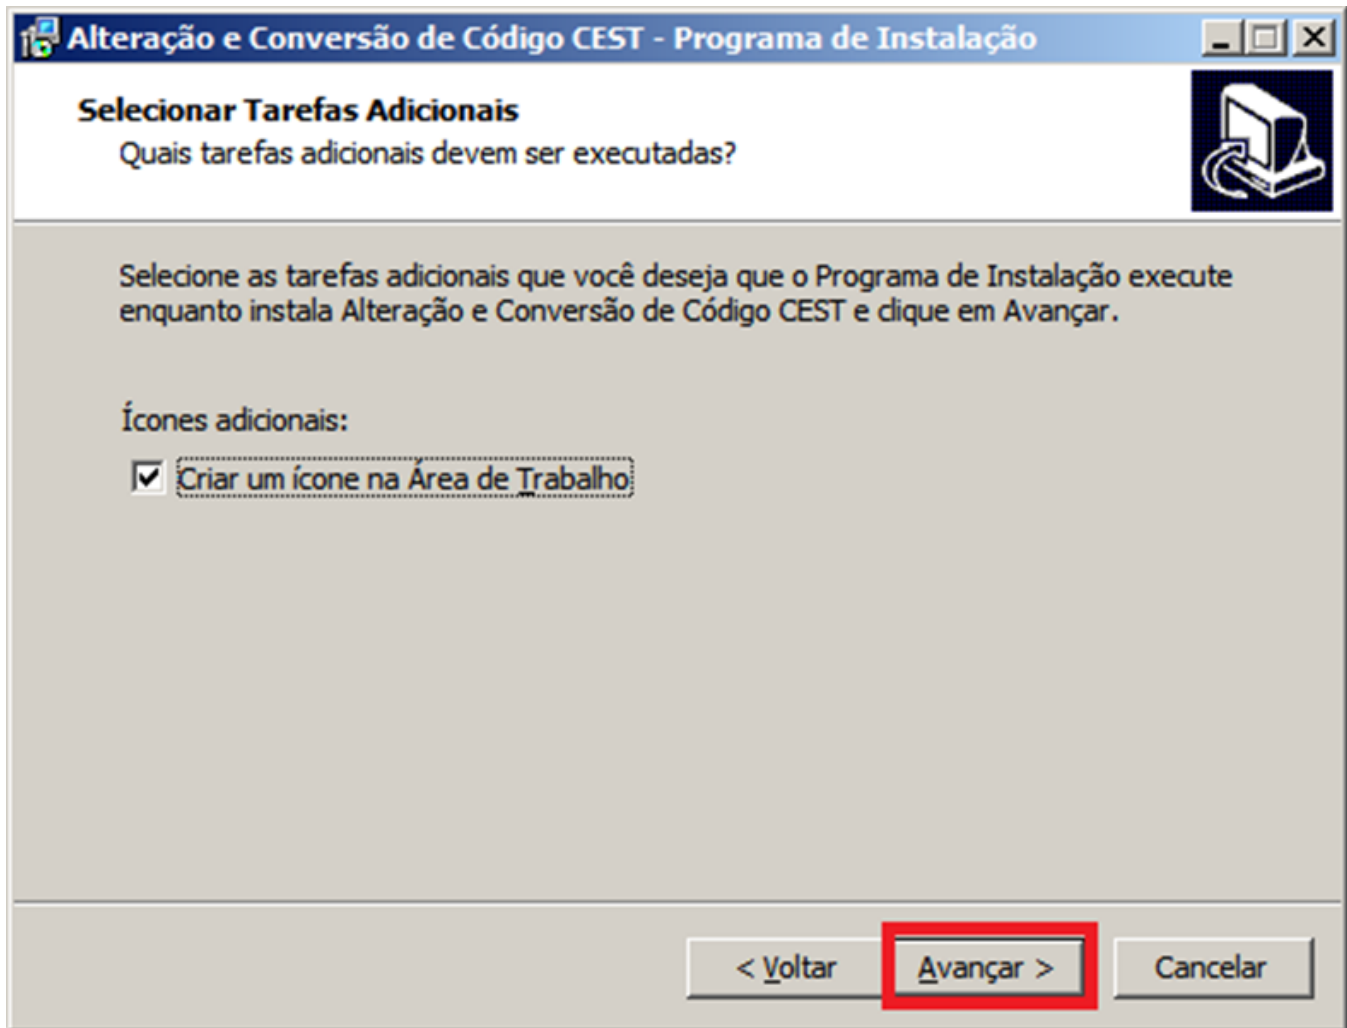 Alteração e Conversão de Código CEST - Programa de Instalação
Selecionar Tarefas Adicionais
Quais tarefas adicionais devem ser executadas?
Selecione as tarefas adicionais que você deseja que o Programa de Instalação execute
enquanto instala Alteração e Conversão de Código CEST e clique em Avançar.
Ícones adicionais:
Criar um ícone na Área de Trabalho
< Voltar Avançar > Cancelar